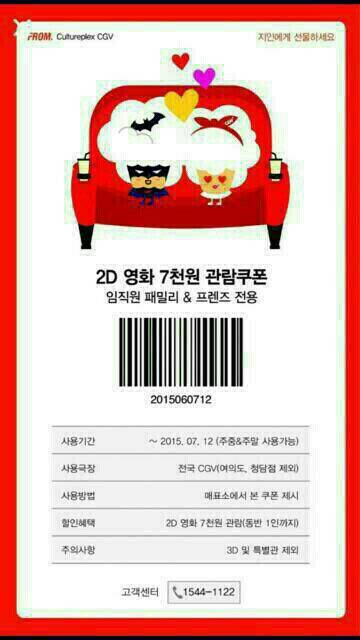 FROM. Cultureplex CGV
지인에게 선물하세요
CGV
2D 영화 7천원 관람쿠폰
임직원 패밀리 & 프렌즈 전용
2015060712
사용기간 ~ 2015. 07. 12 (주중&주말 사용가능)
사용극장 전국 CGV(여의도, 청담점 제외)
사용방법 매표소에서 본 쿠폰 제시
할인혜택 2D 영화 7천원 관람(동반 1인까지)
주의사항 3D 및 특별관 제외
고객센터 1544-1122